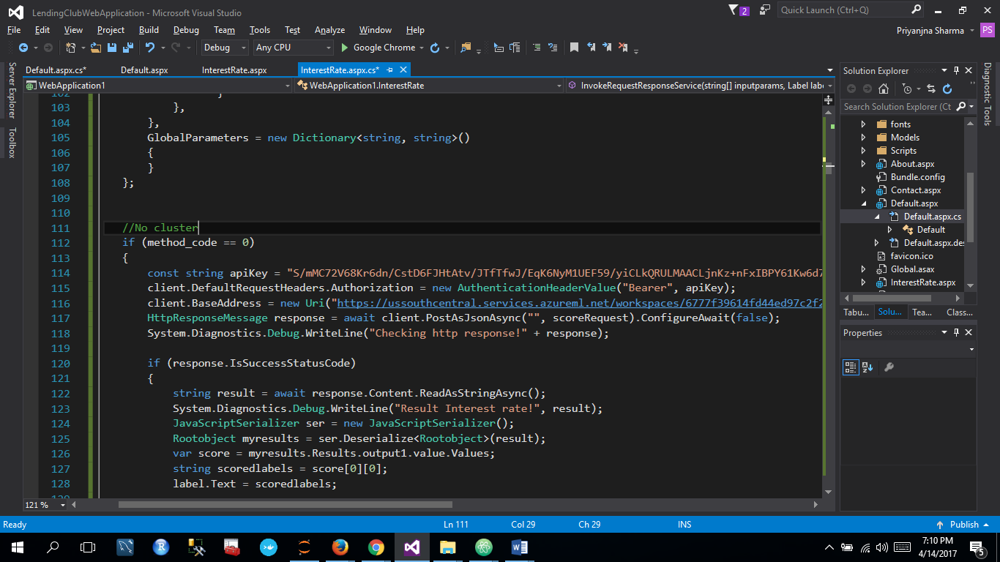 LendingClubWebApplication - Microsoft Visual Studio
2
Quick Launch (Ctrl+Q)
File Edit View Project Build Debug Team Tools Test Analyze Window Help
Priyanjna Sharma
PS
Debug Any CPU Google Chrome
Server Explorer
Toolbox
Default.aspx.cs* Default.aspx InterestRate.aspx InterestRate.aspx.cs*
WebApplication1 WebApplication1.InterestRate InvokeRequestResponseService(string[] inputparams, Label lab
102 }
103 },
104 },
105 GlobalParameters = new Dictionary<string, string>()
106 {
107 }
108 };
109
110
111 //No cluster
112 if (method_code == 0)
113 {
114 const string apiKey = "S/mMC72V68Kr6dn/CstD6FJHtAtv/JTfTfwJ/EqK6NyM1UEF59/yiCLkQRULMAACLjnKz+nFxIBPY61Kw6d7
115 client.DefaultRequestHeaders.Authorization = new AuthenticationHeaderValue("Bearer", apiKey);
116 client.BaseAddress = new Uri("https://ussouthcentral.services.azureml.net/workspaces/6777f39614fd44ed97c2f2
117 HttpResponseMessage response = await client.PostAsJsonAsync("", scoreRequest).ConfigureAwait(false);
118 System.Diagnostics.Debug.WriteLine("Checking http response!" + response);
119
120 if (response.IsSuccessStatusCode)
121 {
122 string result = await response.Content.ReadAsStringAsync();
123 System.Diagnostics.Debug.WriteLine("Result Interest rate!", result);
124 JavaScriptSerializer ser = new JavaScriptSerializer();
125 Rootobject myresults = ser.Deserialize<Rootobject>(result);
126 var score = myresults.Results.output1.value.Values;
127 string scoredlabels = score[0][0];
128 label.Text = scoredlabels;
121 %
Solution Explorer
Search Solution Explorer (Ct
fonts
Models
Scripts
About.aspx
Bundle.config
Contact.aspx
Default.aspx
Default.aspx.cs
Default
Default.aspx.de
favicon.ico
Global.asax
InterestRate.aspx
Tabu... Solu... Tea... Class...
Properties
Diagnostic Tools
Ready Ln 111 Col 29 Ch 29 INS Publish
R
W
7:10 PM
4/14/2017
5